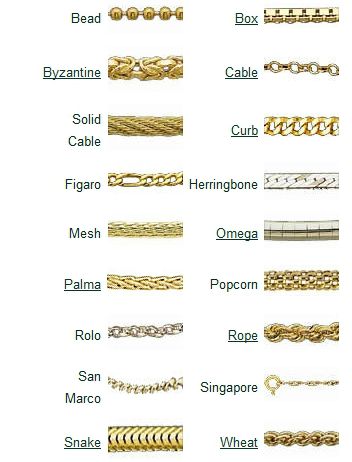 Bead Box
Byzantine Cable
Solid
Cable Curb
Figaro Herringbone
Mesh Omega
Palma Popcorn
Rolo Rope
San
Marco Singapore
Snake Wheat